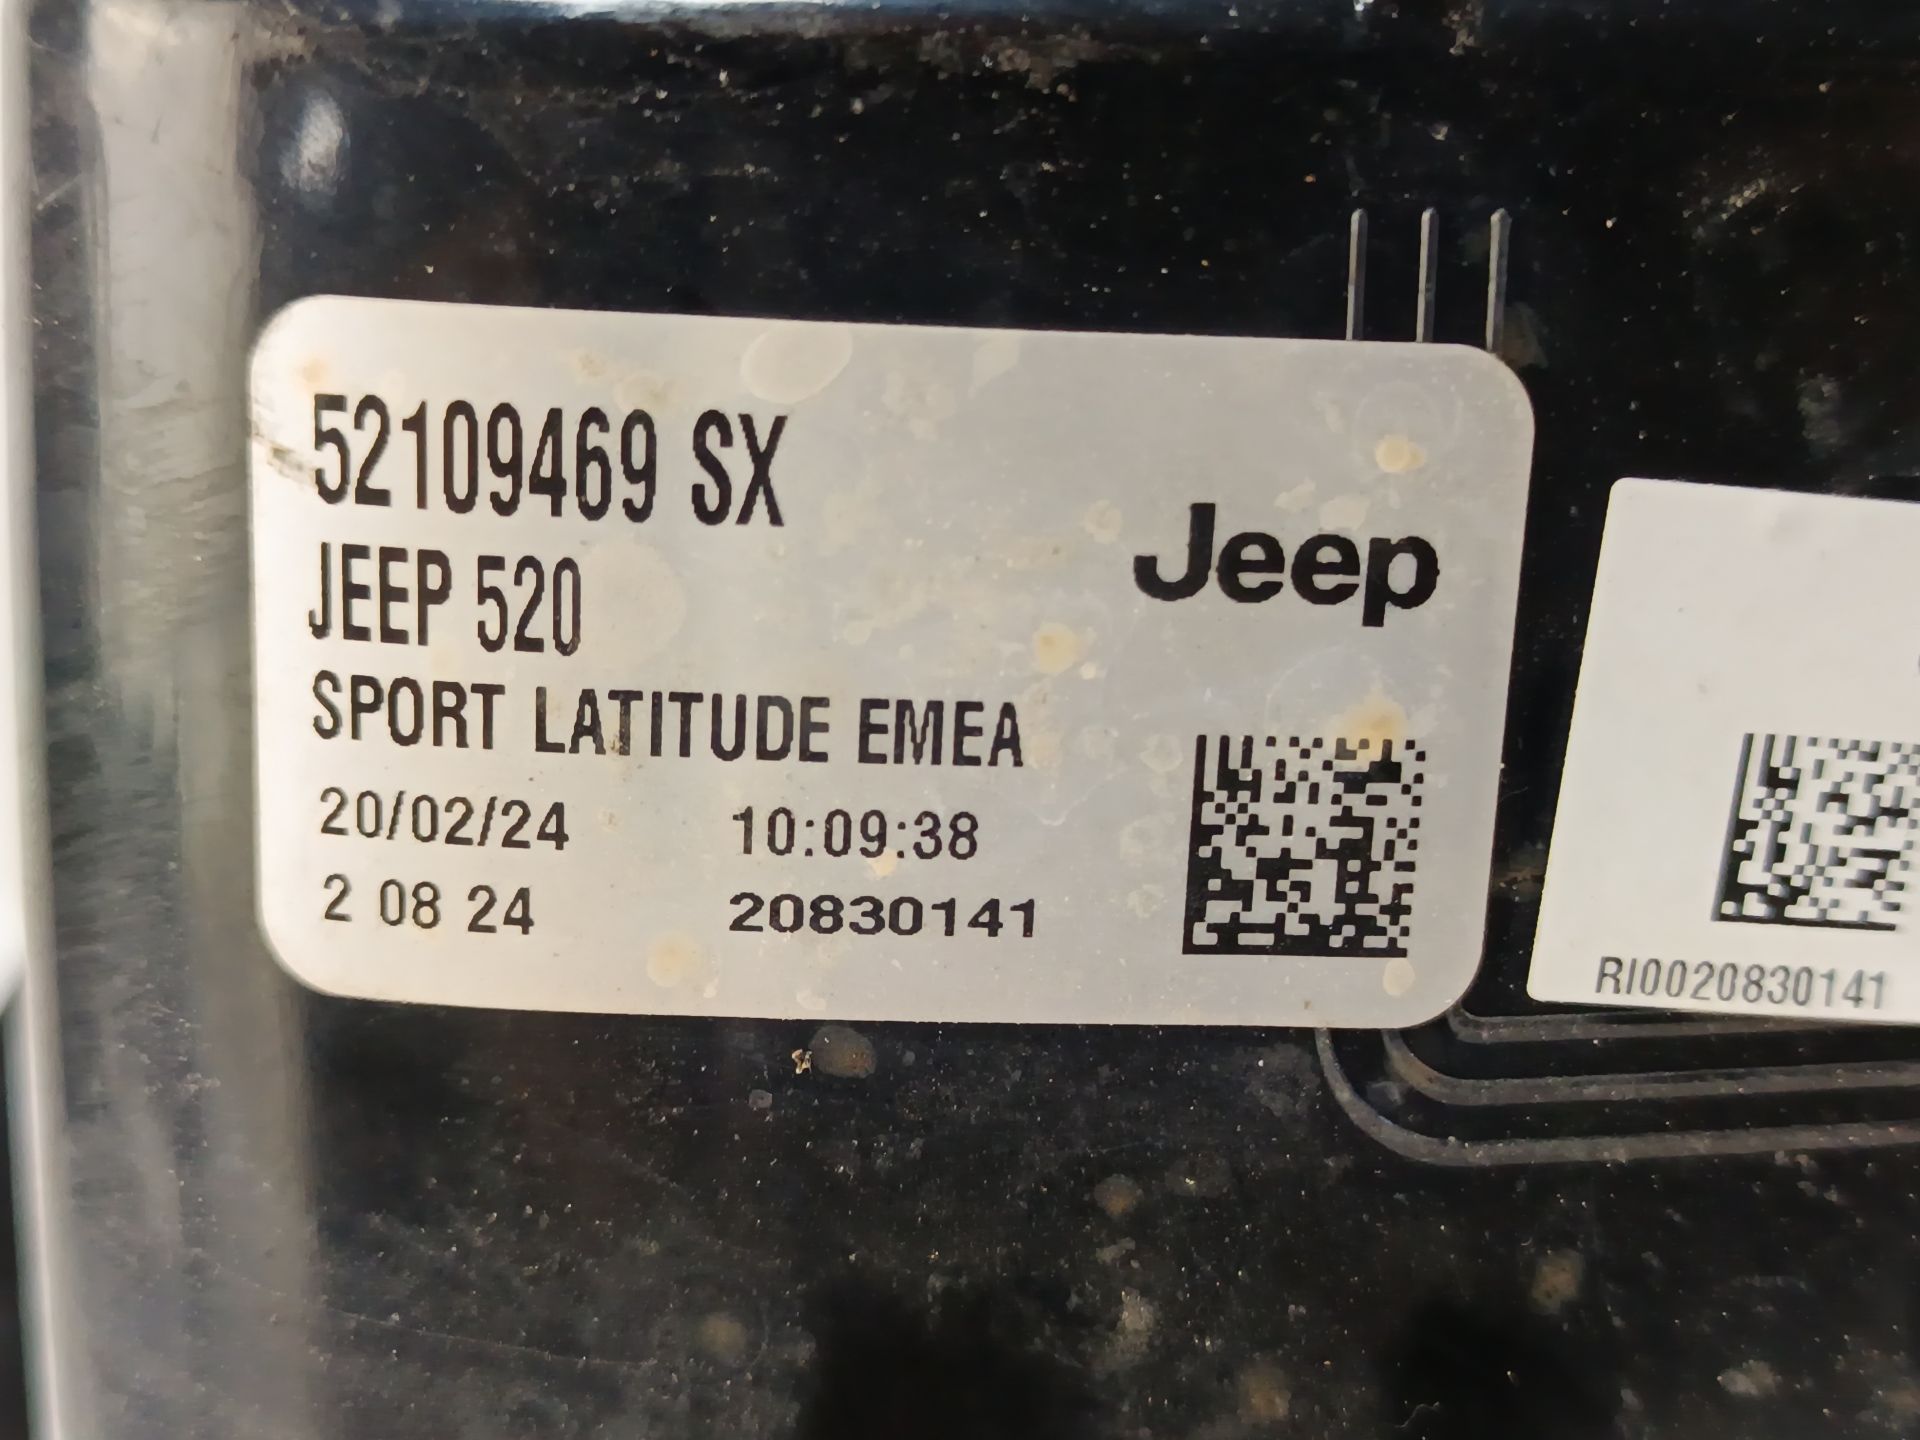 52109469 SX
JEEP 520
Jeep
SPORT LATITUDE EMEA
20/02/24 10:09:38
2 08 24 20830141
RI0020830141